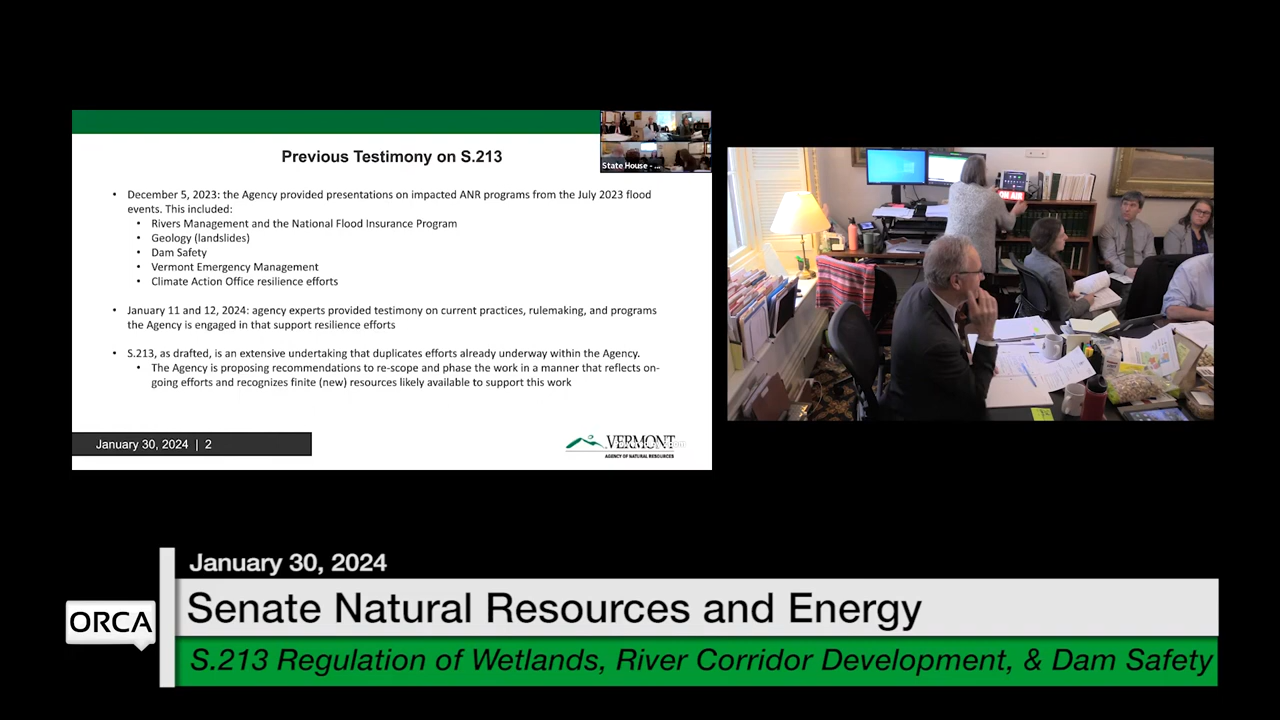 Previous Testimony on S.213
State House - ...
• December 5, 2023: the Agency provided presentations on impacted ANR programs from the July 2023 flood
events. This included:
• Rivers Management and the National Flood Insurance Program
• Geology (landslides)
• Dam Safety
• Vermont Emergency Management
• Climate Action Office resilience efforts
• January 11 and 12, 2024: agency experts provided testimony on current practices, rulemaking, and programs
the Agency is engaged in that support resilience efforts
• S.213, as drafted, is an extensive undertaking that duplicates efforts already underway within the Agency.
• The Agency is proposing recommendations to re-scope and phase the work in a manner that reflects on-
going efforts and recognizes finite (new) resources likely available to support this work
January 30, 2024 | 2
VERMONT
AGENCY OF NATURAL RESOURCES
January 30, 2024
ORCA
Senate Natural Resources and Energy
S.213 Regulation of Wetlands, River Corridor Development, & Dam Safety